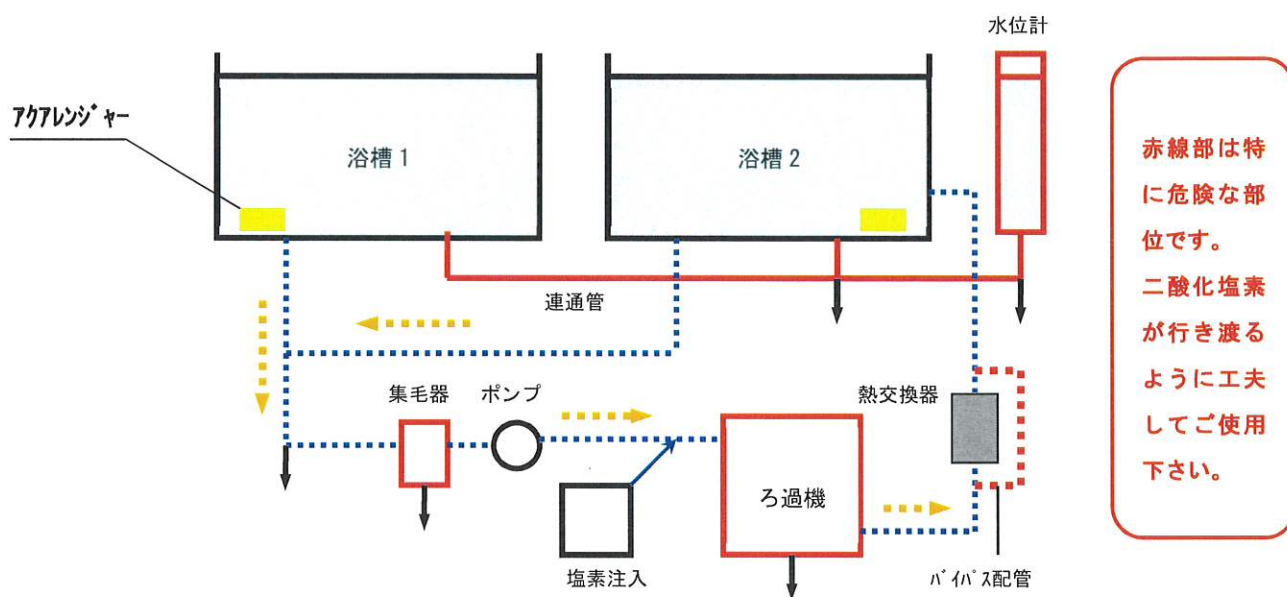 水位計
アクアレンジャー
浴槽1
浴槽2
連通管
集毛器
ポンプ
熱交換器
ろ過機
塩素注入
バイパス配管
赤線部は特
に危険な部
位です。
二酸化塩素
が行き渡る
ように工夫
してご使用
下さい。